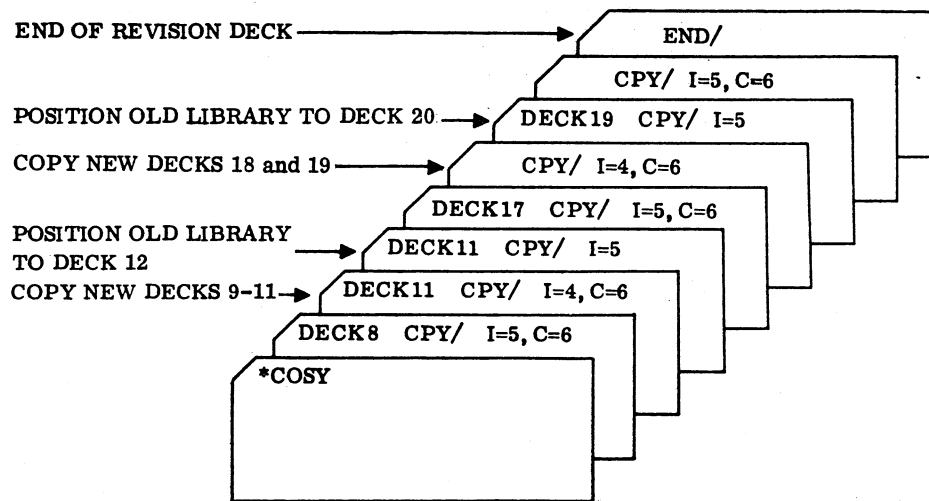 END OF REVISION DECK
END/
CPY/ I=5, C=6
POSITION OLD LIBRARY TO DECK 20
DECK19 CPY/ I=5
COPY NEW DECKS 18 and 19
CPY/ I=4, C=6
DECK17 CPY/ I=5, C=6
POSITION OLD LIBRARY
TO DECK 12
DECK11 CPY/ I=5
COPY NEW DECKS 9-11
DECK11 CPY/ I=4, C=6
DECK8 CPY/ I=5, C=6
*COSY